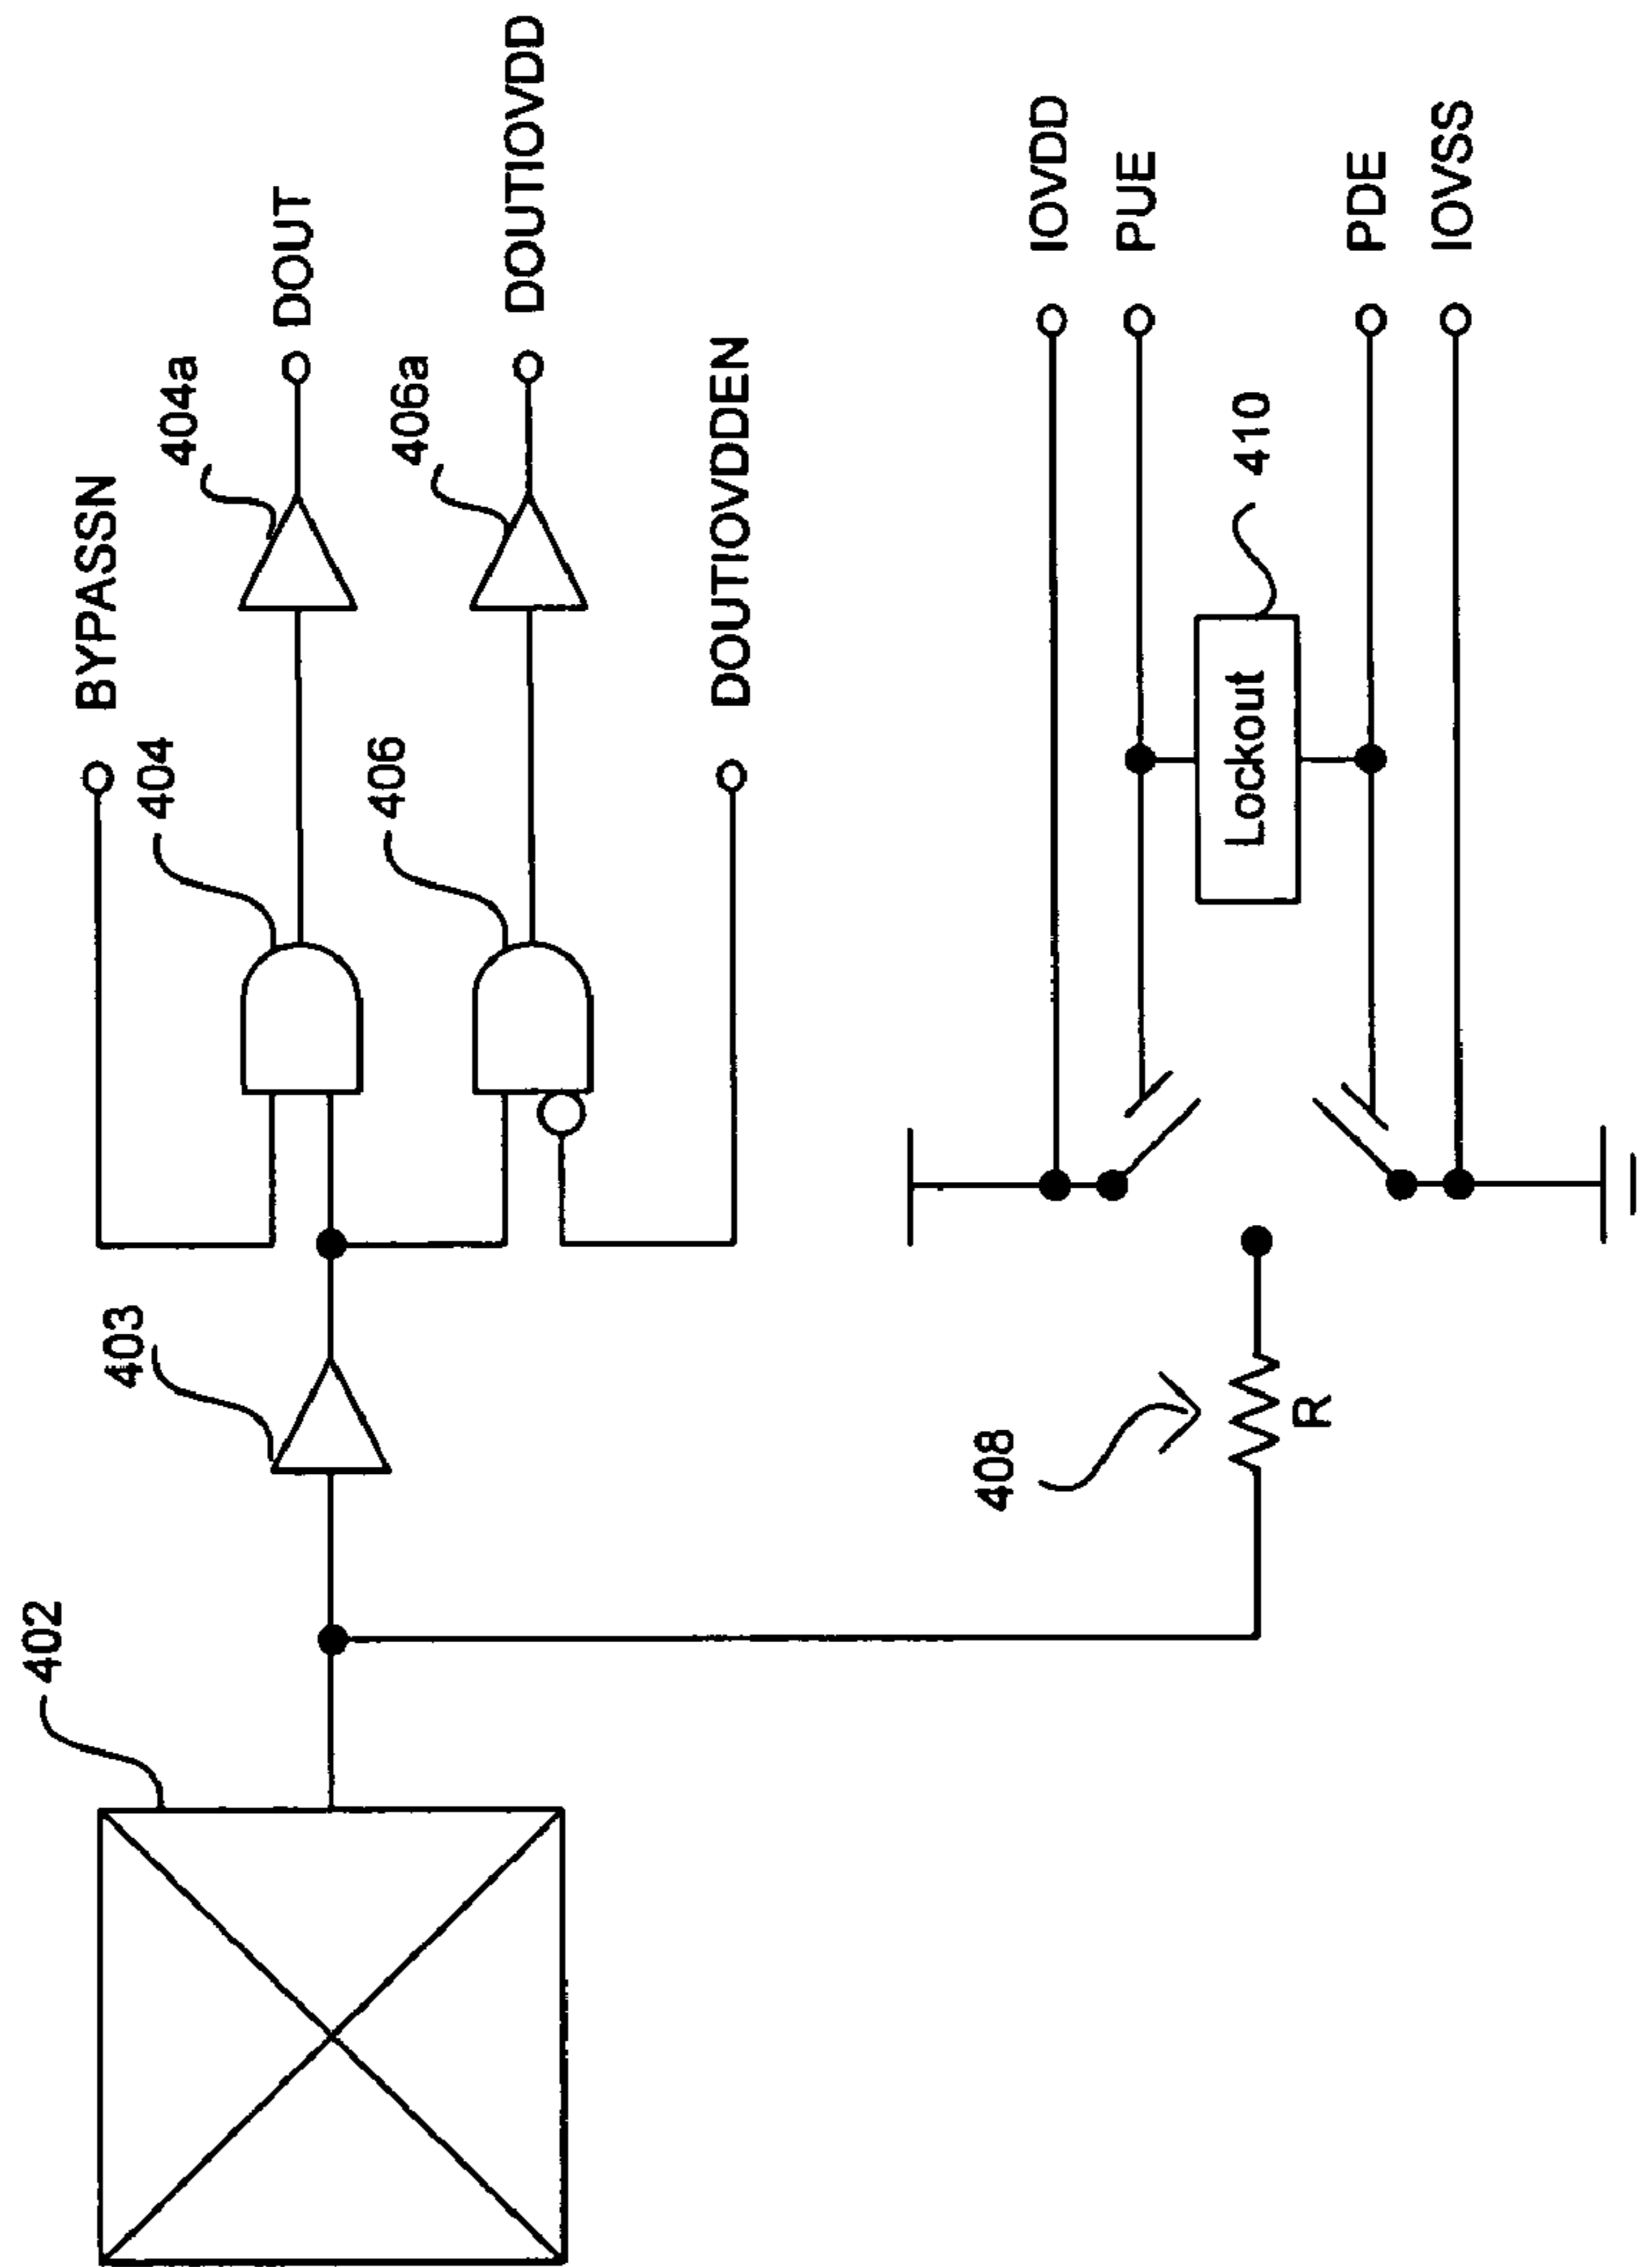 402
403
BYPASSN
404
404a
DOUT
406
406a
DOUTIOVDD
DOUTIOVDDEN
408
R
IOVDD
PUE
Lockout
410
PDE
IOVSS